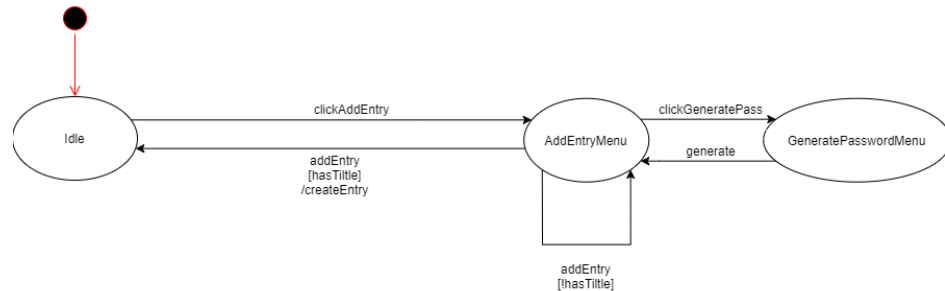 clickAddEntry
clickGeneratePass
Idle
AddEntryMenu
GeneratePasswordMenu
addEntry
[hasTiltle]
/createEntry
generate
addEntry
[!hasTiltle]